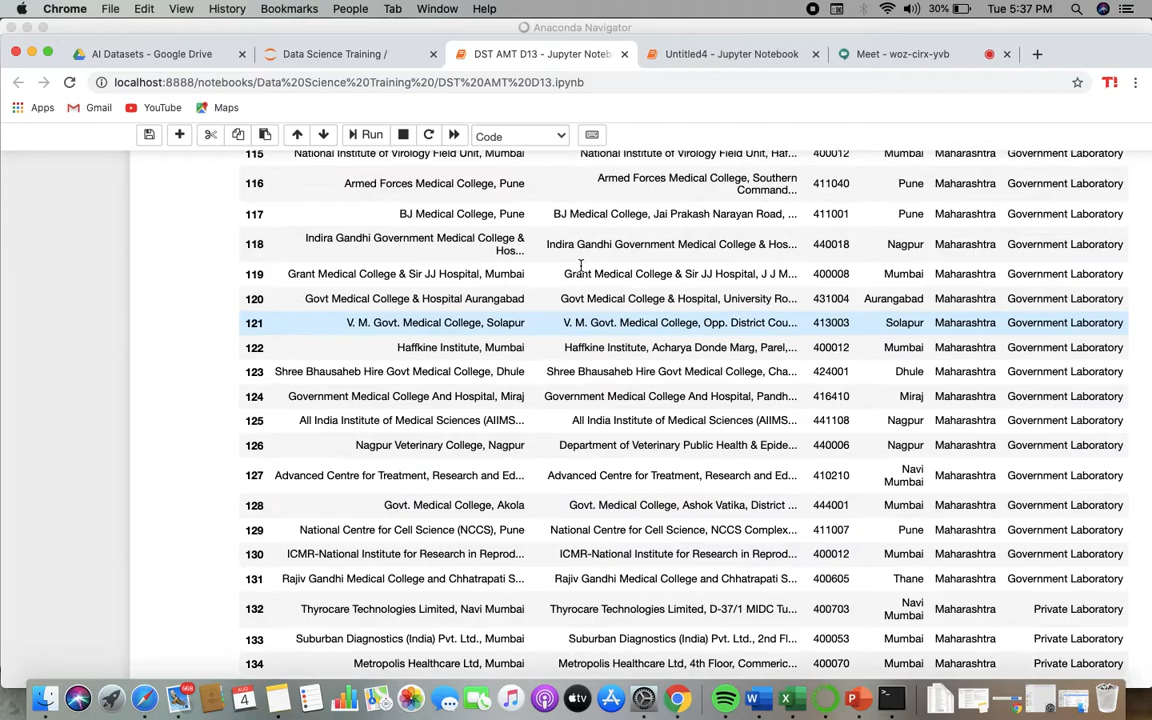 Chrome File Edit View History Bookmarks People Tab Window Help 30% Tue 5:37 PM
Anaconda Navigator
AI Datasets - Google Drive Data Science Training / DST AMT D13 - Jupyter Noteb Untitled4 - Jupyter Notebook Meet - woz-cirx-yvb
localhost:8888/notebooks/Data%20Science%20Training%20/DST%20AMT%20D13.ipynb
Apps Gmail YouTube Maps
Run Code
115 National Institute of Virology Field Unit, Mumbai National Institute of Virology Field Unit, Haf... 400012 Mumbai Maharashtra Government Laboratory
116 Armed Forces Medical College, Pune Armed Forces Medical College, Southern Command... 411040 Pune Maharashtra Government Laboratory
117 BJ Medical College, Pune BJ Medical College, Jai Prakash Narayan Road, ... 411001 Pune Maharashtra Government Laboratory
118 Indira Gandhi Government Medical College & Hos... Indira Gandhi Government Medical College & Hos... 440018 Nagpur Maharashtra Government Laboratory
119 Grant Medical College & Sir JJ Hospital, Mumbai Grant Medical College & Sir JJ Hospital, J J M... 400008 Mumbai Maharashtra Government Laboratory
120 Govt Medical College & Hospital Aurangabad Govt Medical College & Hospital, University Ro... 431004 Aurangabad Maharashtra Government Laboratory
121 V. M. Govt. Medical College, Solapur V. M. Govt. Medical College, Opp. District Cou... 413003 Solapur Maharashtra Government Laboratory
122 Haffkine Institute, Mumbai Haffkine Institute, Acharya Donde Marg, Parel,... 400012 Mumbai Maharashtra Government Laboratory
123 Shree Bhausaheb Hire Govt Medical College, Dhule Shree Bhausaheb Hire Govt Medical College, Cha... 424001 Dhule Maharashtra Government Laboratory
124 Government Medical College And Hospital, Miraj Government Medical College And Hospital, Pandh... 416410 Miraj Maharashtra Government Laboratory
125 All India Institute of Medical Sciences (AIIMS... All India Institute of Medical Sciences (AIIMS... 441108 Nagpur Maharashtra Government Laboratory
126 Nagpur Veterinary College, Nagpur Department of Veterinary Public Health & Epide... 440006 Nagpur Maharashtra Government Laboratory
127 Advanced Centre for Treatment, Research and Ed... Advanced Centre for Treatment, Research and Ed... 410210 Navi Mumbai Maharashtra Government Laboratory
128 Govt. Medical College, Akola Govt. Medical College, Ashok Vatika, District ... 444001 Mumbai Maharashtra Government Laboratory
129 National Centre for Cell Science (NCCS), Pune National Centre for Cell Science, NCCS Complex... 411007 Pune Maharashtra Government Laboratory
130 ICMR-National Institute for Research in Reprod... ICMR-National Institute for Research in Reprod... 400012 Mumbai Maharashtra Government Laboratory
131 Rajiv Gandhi Medical College and Chhatrapati S... Rajiv Gandhi Medical College and Chhatrapati S... 400605 Thane Maharashtra Government Laboratory
132 Thyrocare Technologies Limited, Navi Mumbai Thyrocare Technologies Limited, D-37/1 MIDC Tu... 400703 Navi Mumbai Maharashtra Private Laboratory
133 Suburban Diagnostics (India) Pvt. Ltd., Mumbai Suburban Diagnostics (India) Pvt. Ltd., 2nd Fl... 400053 Mumbai Maharashtra Private Laboratory
134 Metropolis Healthcare Ltd, Mumbai Metropolis Healthcare Ltd, 4th Floor, Commeric... 400070 Mumbai Maharashtra Private Laboratory